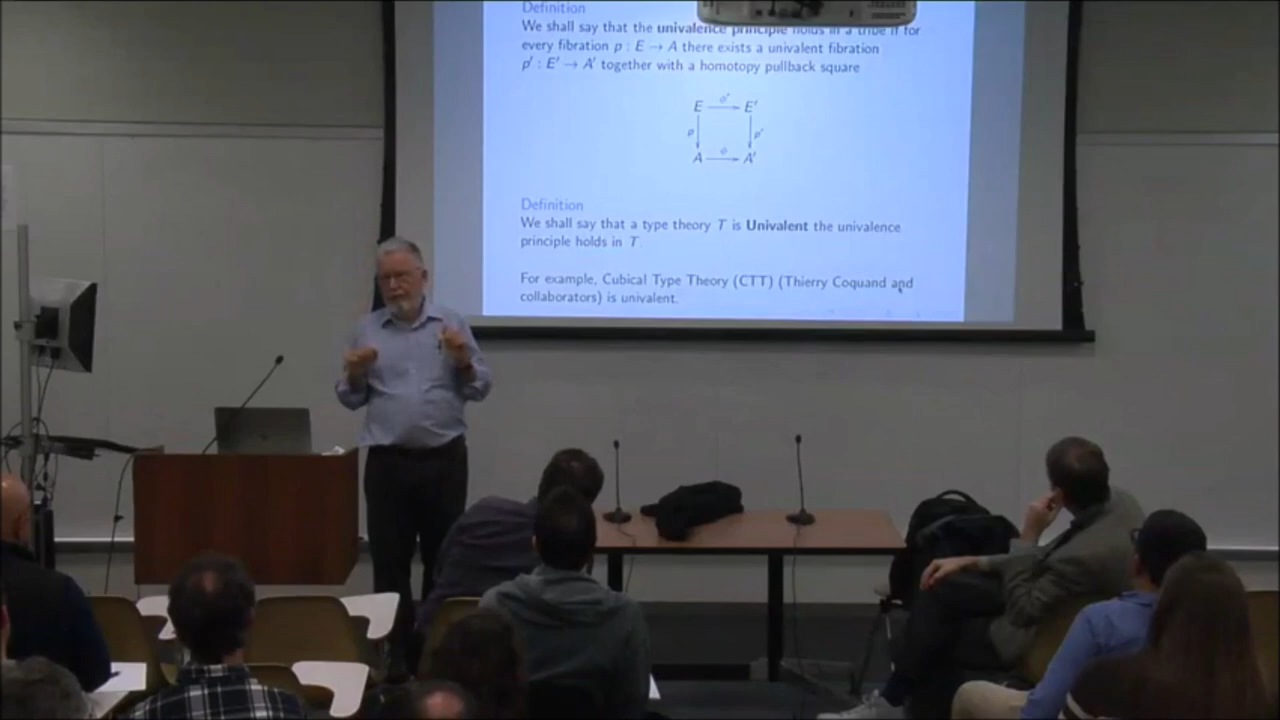 Definition
We shall say that the univalence principle holds in a tribe if for
every fibration p : E → A there exists a univalent fibration
p′ : E′ → A′ together with a homotopy pullback square
E ϕ′ E′
p p′
A ϕ A′
Definition
We shall say that a type theory T is Univalent the univalence
principle holds in T
For example, Cubical Type Theory (CTT) (Thierry Coquand and
collaborators) is univalent.